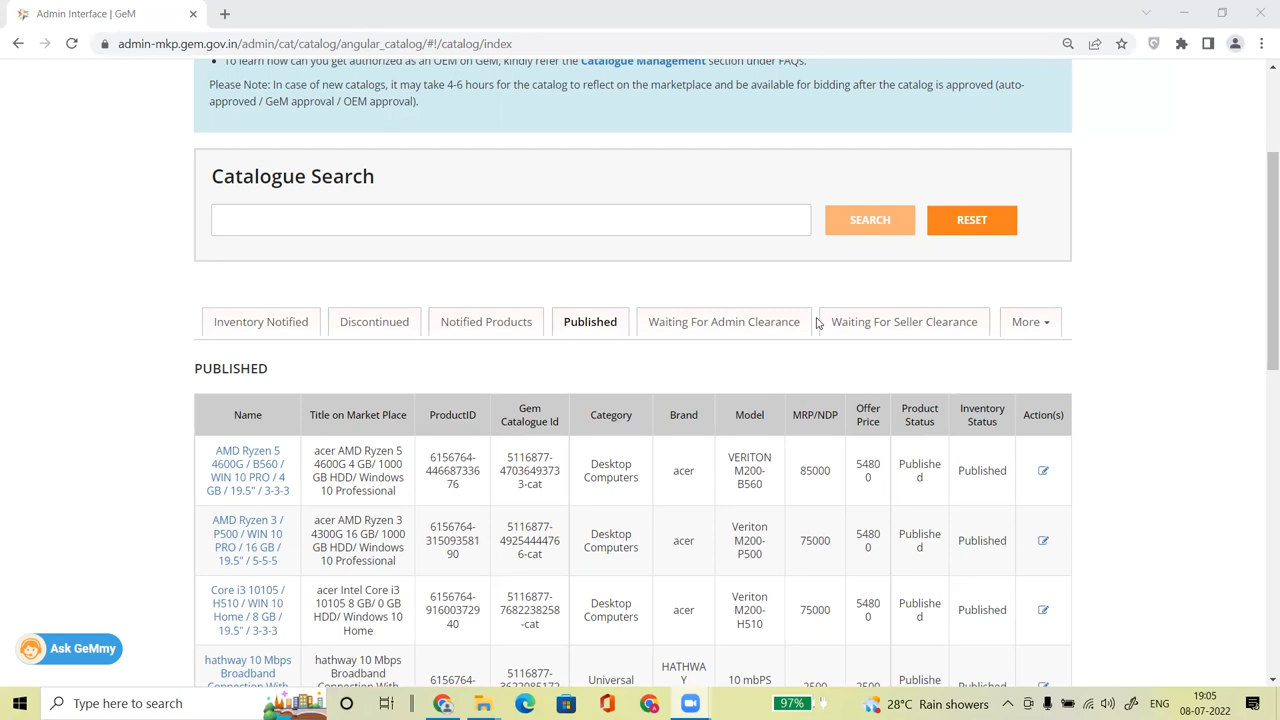 Admin Interface | GeM
admin-mkp.gem.gov.in/admin/cat/catalog/angular_catalog/#!/catalog/index
To learn how can you get authorized as an OEM on GeM, kindly refer the Catalogue Management section under FAQs.
Please Note: In case of new catalogs, it may take 4-6 hours for the catalog to reflect on the marketplace and be available for bidding after the catalog is approved (auto-
approved / GeM approval / OEM approval).
Catalogue Search
SEARCH RESET
Inventory Notified Discontinued Notified Products Published Waiting For Admin Clearance Waiting For Seller Clearance More
PUBLISHED
Name Title on Market Place ProductID Gem Catalogue Id Category Brand Model MRP/NDP Offer Price Product Status Inventory Status Action(s)
AMD Ryzen 5 4600G / B560 / WIN 10 PRO / 4 GB / 19.5" / 3-3-3 acer AMD Ryzen 5 4600G 4 GB/ 1000 GB HDD/ Windows 10 Professional 6156764-44668733676 5116877-47036493733-cat Desktop Computers acer VERITON M200-B560 85000 54800 Published Published
AMD Ryzen 3 / P500 / WIN 10 PRO / 16 GB / 19.5" / 5-5-5 acer AMD Ryzen 3 4300G 16 GB/ 1000 GB HDD/ Windows 10 Professional 6156764-31509358190 5116877-49254444766-cat Desktop Computers acer Veriton M200-P500 75000 54800 Published Published
Core i3 10105 / H510 / WIN 10 Home / 8 GB / 19.5" / 3-3-3 acer Intel Core i3 10105 8 GB/ 0 GB HDD/ Windows 10 Home 6156764-91600373940 5116877-7682238258-cat Desktop Computers acer Veriton M200-H510 75000 54800 Published Published
hathway 10 Mbps Broadband hathway 10 Mbps Broadband 6156764- 5116877- Universal HATHWAY 10 mbPS
Ask GeMmy
Type here to search
97%
28°C Rain showers
ENG
19:05
08-07-2022